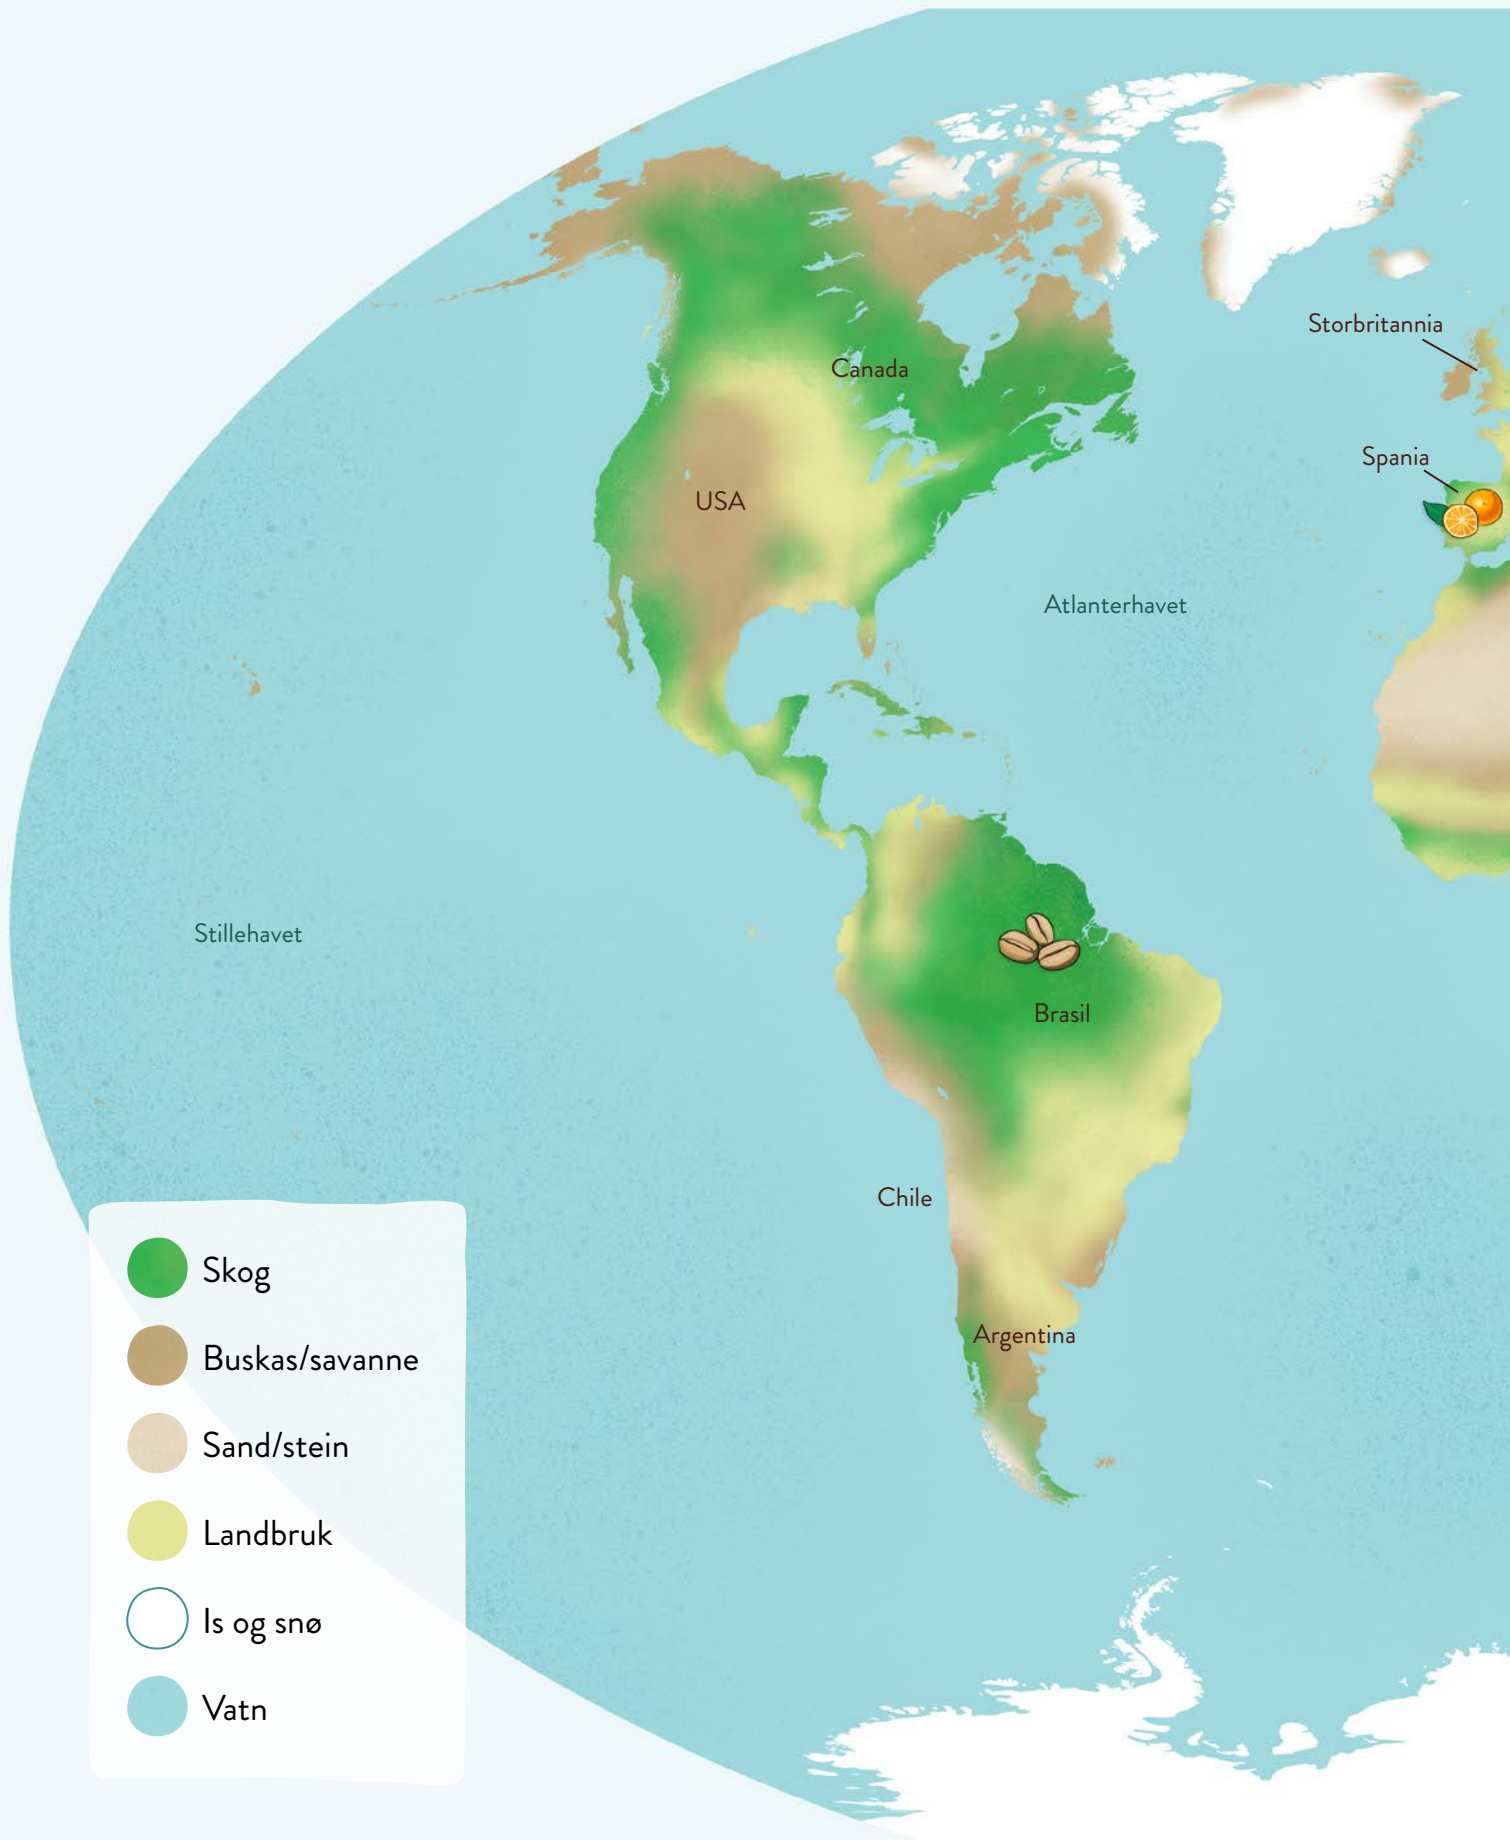 Storbritannia
Canada
Spania
USA
Atlanterhavet
Stillehavet
Brasil
Chile
Argentina
Skog
Buskas/savanne
Sand/stein
Landbruk
Is og snø
Vatn